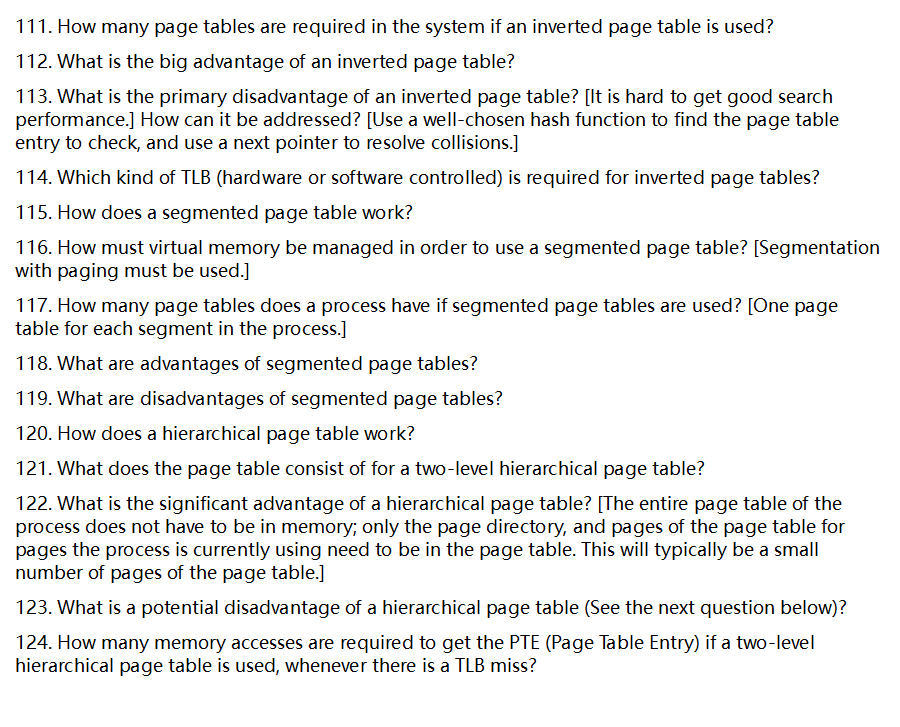 111. How many page tables are required in the system if an inverted page table is used?
112. What is the big advantage of an inverted page table?
113. What is the primary disadvantage of an inverted page table? [It is hard to get good search
performance.] How can it be addressed? [Use a well-chosen hash function to find the page table
entry to check, and use a next pointer to resolve collisions.]
114. Which kind of TLB (hardware or software controlled) is required for inverted page tables?
115. How does a segmented page table work?
116. How must virtual memory be managed in order to use a segmented page table? [Segmentation
with paging must be used.]
117. How many page tables does a process have if segmented page tables are used? [One page
table for each segment in the process.]
118. What are advantages of segmented page tables?
119. What are disadvantages of segmented page tables?
120. How does a hierarchical page table work?
121. What does the page table consist of for a two-level hierarchical page table?
122. What is the significant advantage of a hierarchical page table? [The entire page table of the
process does not have to be in memory; only the page directory, and pages of the page table for
pages the process is currently using need to be in the page table. This will typically be a small
number of pages of the page table.]
123. What is a potential disadvantage of a hierarchical page table (See the next question below)?
124. How many memory accesses are required to get the PTE (Page Table Entry) if a two-level
hierarchical page table is used, whenever there is a TLB miss?